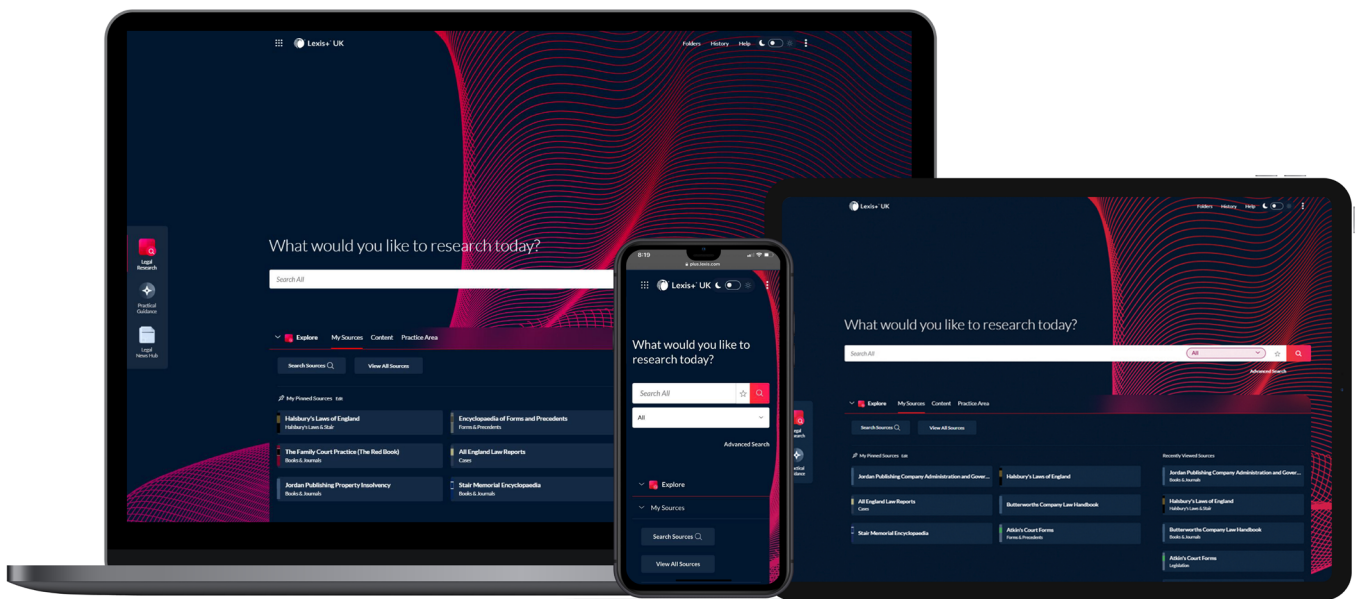 Lexis+ UK
Folders History Help
Legal
Research
Practical
Guidance
Legal
News Hub
What would you like to research today?
Search All
Explore My Sources Content Practice Area
Search Sources View All Sources
My Pinned Sources Edit
Halsbury's Laws of England
Halsbury's Laws & Stair
Encyclopaedia of Forms and Precedents
Forms & Precedents
The Family Court Practice (The Red Book)
Books & Journals
All England Law Reports
Cases
Jordan Publishing Property Insolvency
Books & Journals
Stair Memorial Encyclopaedia
Books & Journals
8:19
plus.lexis.com
Lexis+ UK
What would you like to
research today?
Search All
All
Advanced Search
Explore
My Sources
Search Sources
View All Sources
Lexis+ UK
Folders History Help
What would you like to research today?
Search All
All
Advanced Search
Explore My Sources Content Practice Area
Search Sources View All Sources
My Pinned Sources Edit
Jordan Publishing Company Administration and Gover...
Halsbury's Laws of England
All England Law Reports
Cases
Butterworths Company Law Handbook
Stair Memorial Encyclopaedia
Atkin's Court Forms
Forms & Precedents
Recently Viewed Sources
Jordan Publishing Company Administration and Gover...
Books & Journals
Halsbury's Laws of England
Halsbury's Laws & Stair
Butterworths Company Law Handbook
Books & Journals
Atkin's Court Forms
Legislation